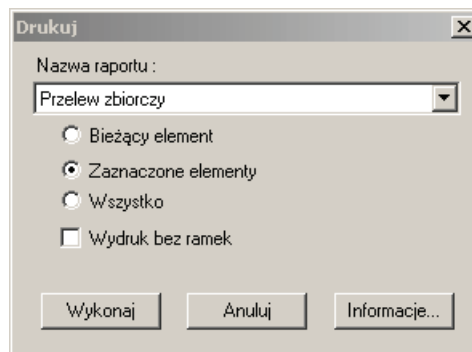 Drukuj
Nazwa raportu :
Przelew zbiorczy
Bieżący element
Zaznaczone elementy
Wszystko
Wydruk bez ramek
Wykonaj Anuluj Informacje...